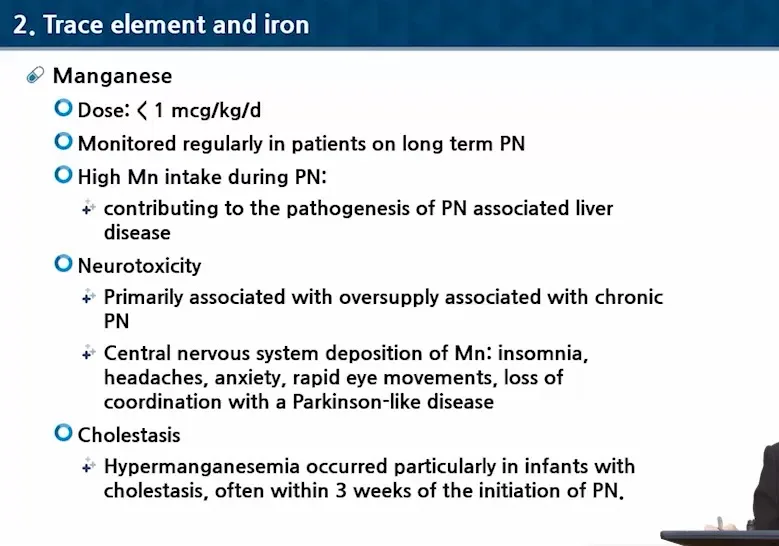 2. Trace element and iron
Manganese
Dose: < 1 mcg/kg/d
Monitored regularly in patients on long term PN
High Mn intake during PN:
contributing to the pathogenesis of PN associated liver
disease
Neurotoxicity
Primarily associated with oversupply associated with chronic
PN
Central nervous system deposition of Mn: insomnia,
headaches, anxiety, rapid eye movements, loss of
coordination with a Parkinson-like disease
Cholestasis
Hypermanganesemia occurred particularly in infants with
cholestasis, often within 3 weeks of the initiation of PN.